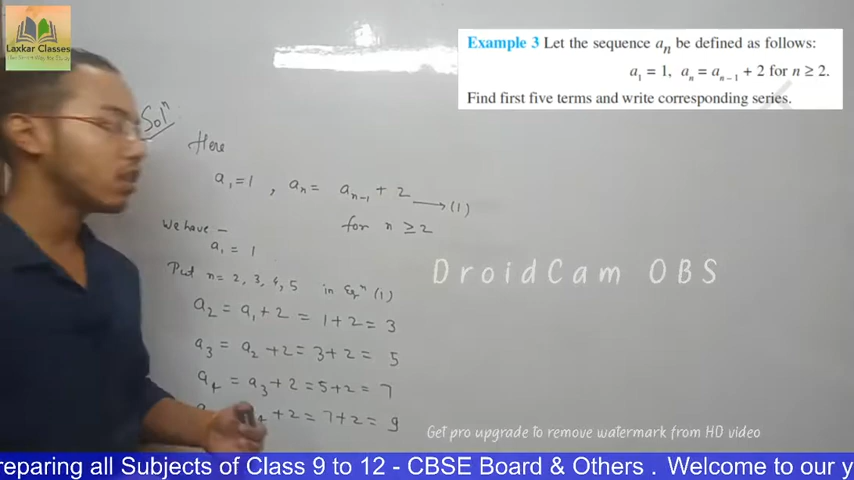 Laxkar Classes
Example 3 Let the sequence aₙ be defined as follows:
a₁ = 1, aₙ = aₙ₋₁ + 2 for n ≥ 2.
Find first five terms and write corresponding series.
Solⁿ
Here
a₁=1 , aₙ = aₙ₋₁ + 2 ⟶ (1)
for n ≥ 2
We have –
a₁ = 1
Put n = 2, 3, 4, 5 in Eqⁿ (1)
a₂ = a₁ + 2 = 1 + 2 = 3
a₃ = a₂ + 2 = 3 + 2 = 5
a₄ = a₃ + 2 = 5 + 2 = 7
+ 2 = 7 + 2 = 9
DroidCam OBS
Get pro upgrade to remove watermark from HD video
reparing all Subjects of Class 9 to 12 - CBSE Board & Others . Welcome to our y